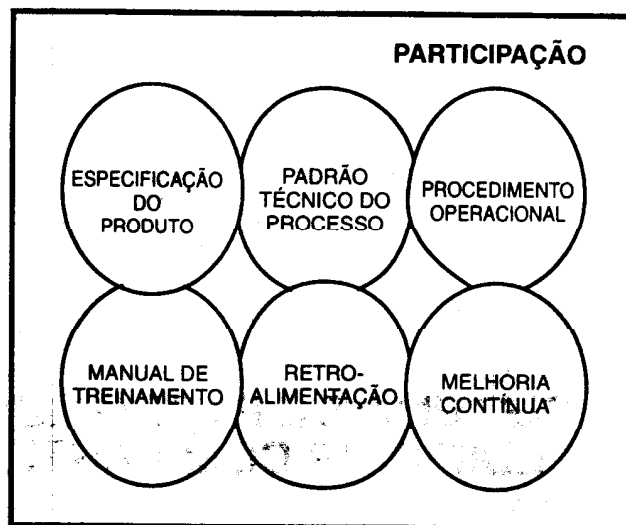 PARTICIPAÇÃO
ESPECIFICAÇÃO
DO
PRODUTO
PADRÃO
TÉCNICO DO
PROCESSO
PROCEDIMENTO
OPERACIONAL
MANUAL DE
TREINAMENTO
RETRO-
ALIMENTAÇÃO
MELHORIA
CONTÍNUA